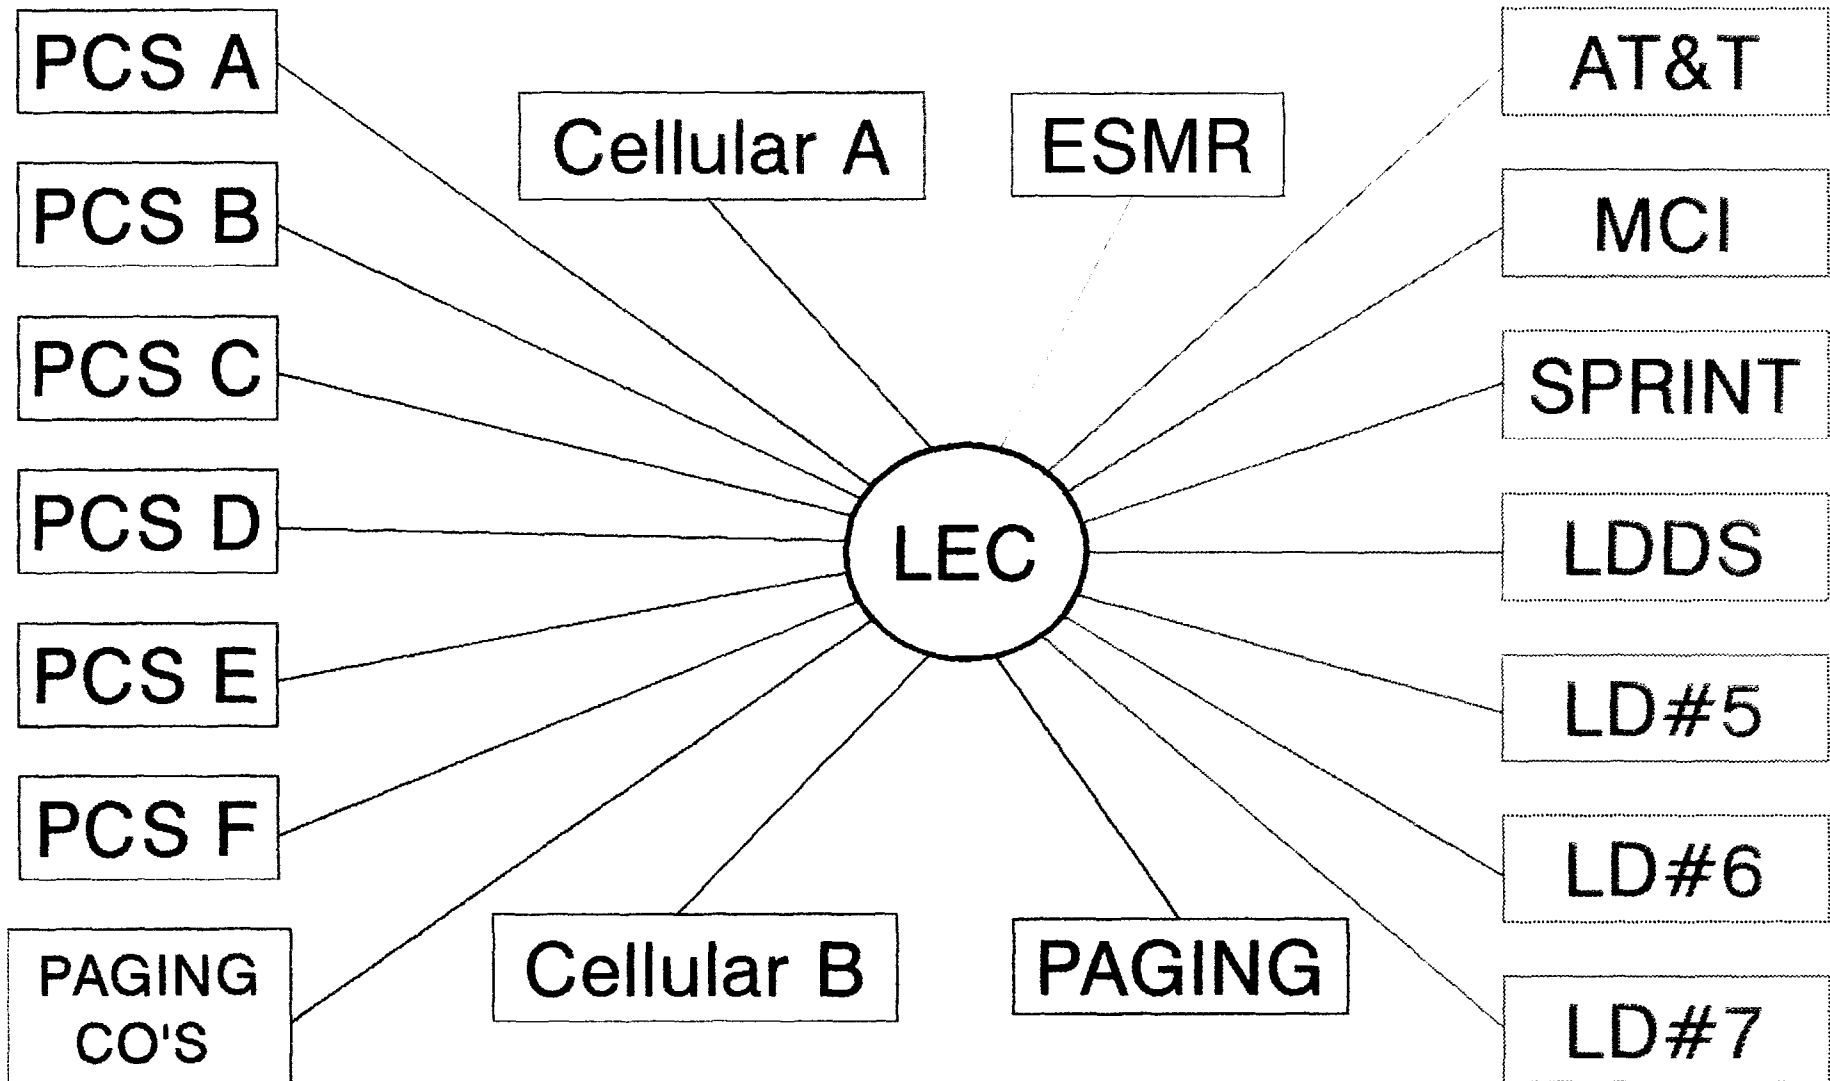 PCS A
PCS B
PCS C
PCS D
PCS E
PCS F
PAGING
CO'S
Cellular A
ESMR
LEC
Cellular B
PAGING
AT&T
MCI
SPRINT
LDDS
LD#5
LD#6
LD#7